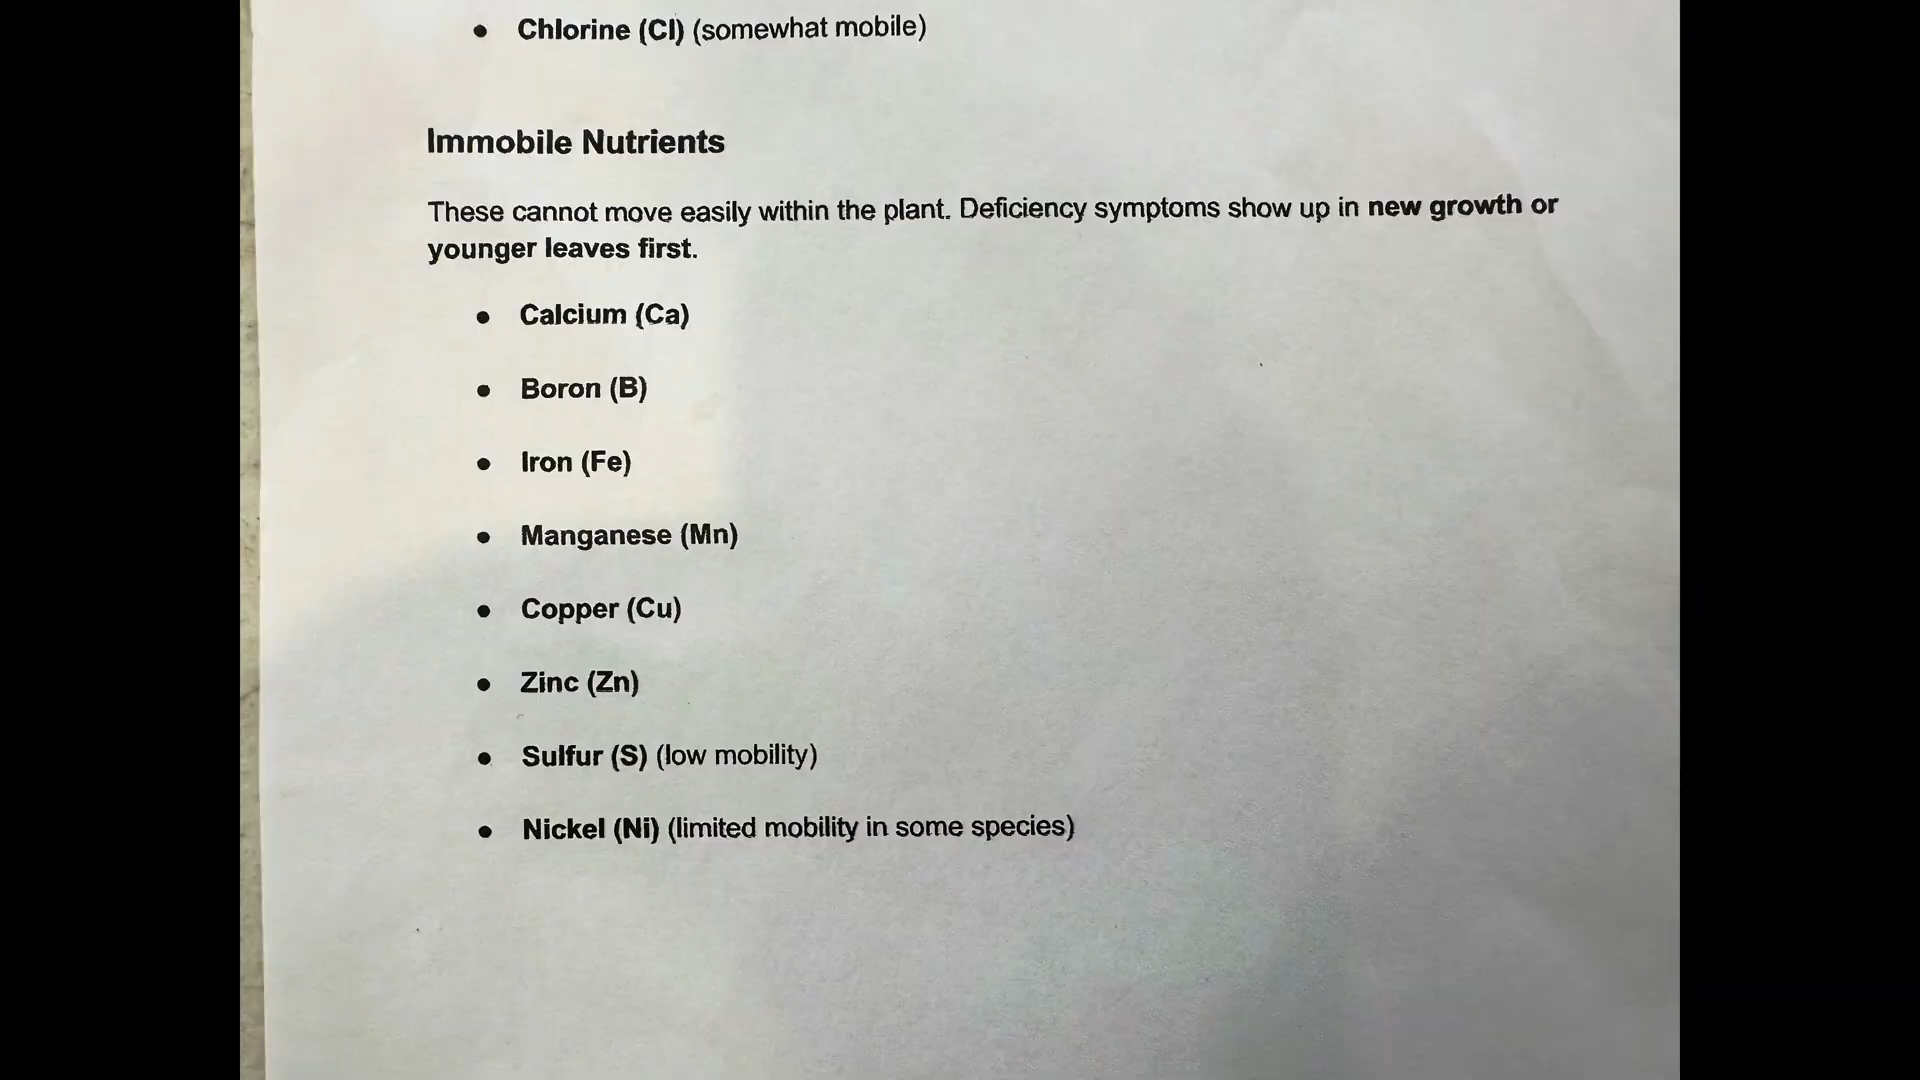 • Chlorine (Cl) (somewhat mobile)
Immobile Nutrients
These cannot move easily within the plant. Deficiency symptoms show up in new growth or
younger leaves first.
• Calcium (Ca)
• Boron (B)
• Iron (Fe)
• Manganese (Mn)
• Copper (Cu)
• Zinc (Zn)
• Sulfur (S) (low mobility)
• Nickel (Ni) (limited mobility in some species)